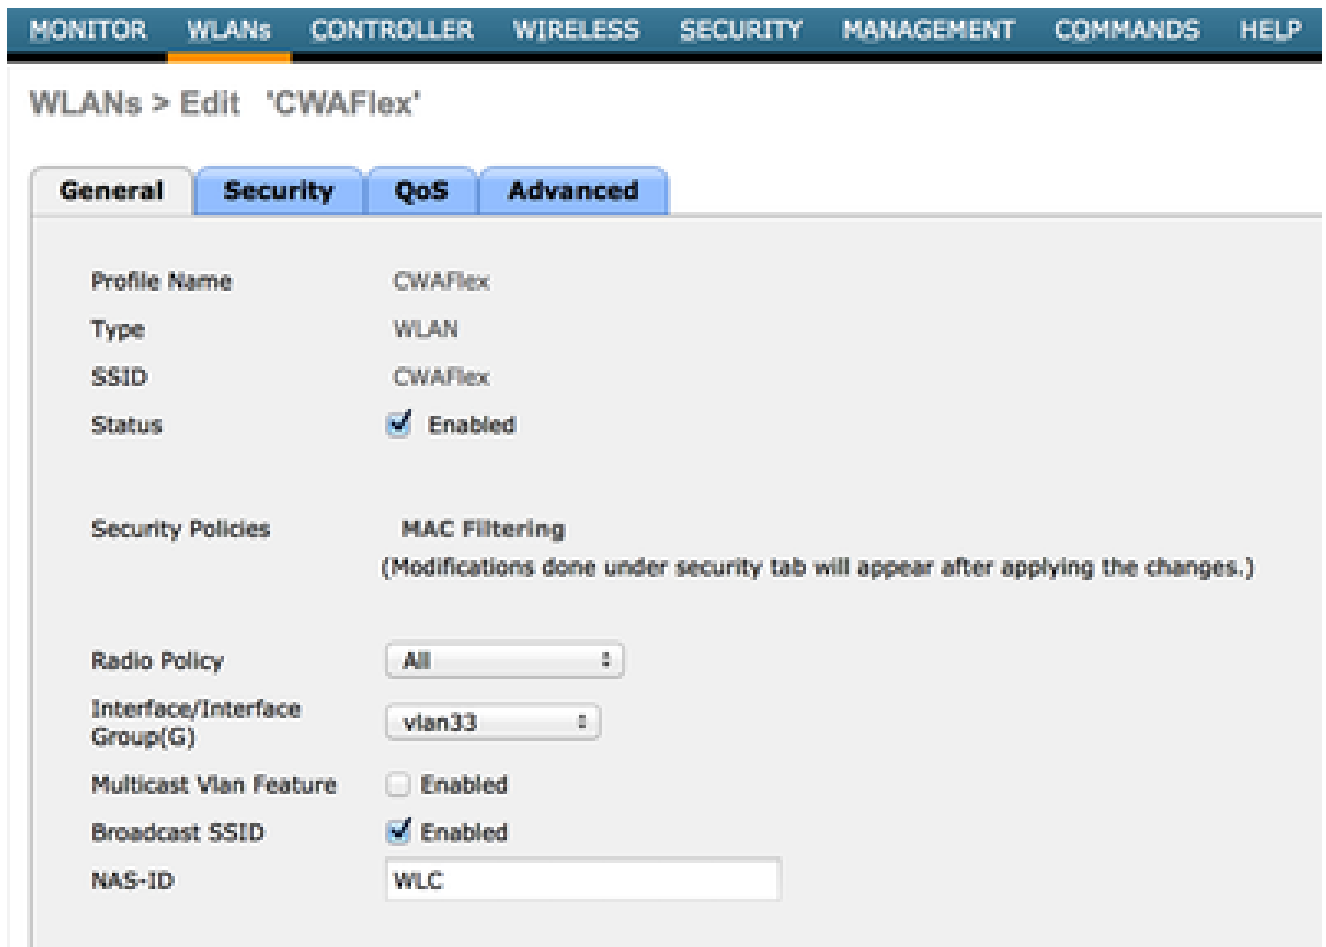 MONITOR WLANs CONTROLLER WIRELESS SECURITY MANAGEMENT COMMANDS HELP
WLANs > Edit 'CWAFlex'
General Security QoS Advanced
Profile Name CWAFlex
Type WLAN
SSID CWAFlex
Status Enabled
Security Policies MAC Filtering
(Modifications done under security tab will appear after applying the changes.)
Radio Policy All
Interface/Interface
Group(G) vlan33
Multicast Vlan Feature Enabled
Broadcast SSID Enabled
NAS-ID WLC